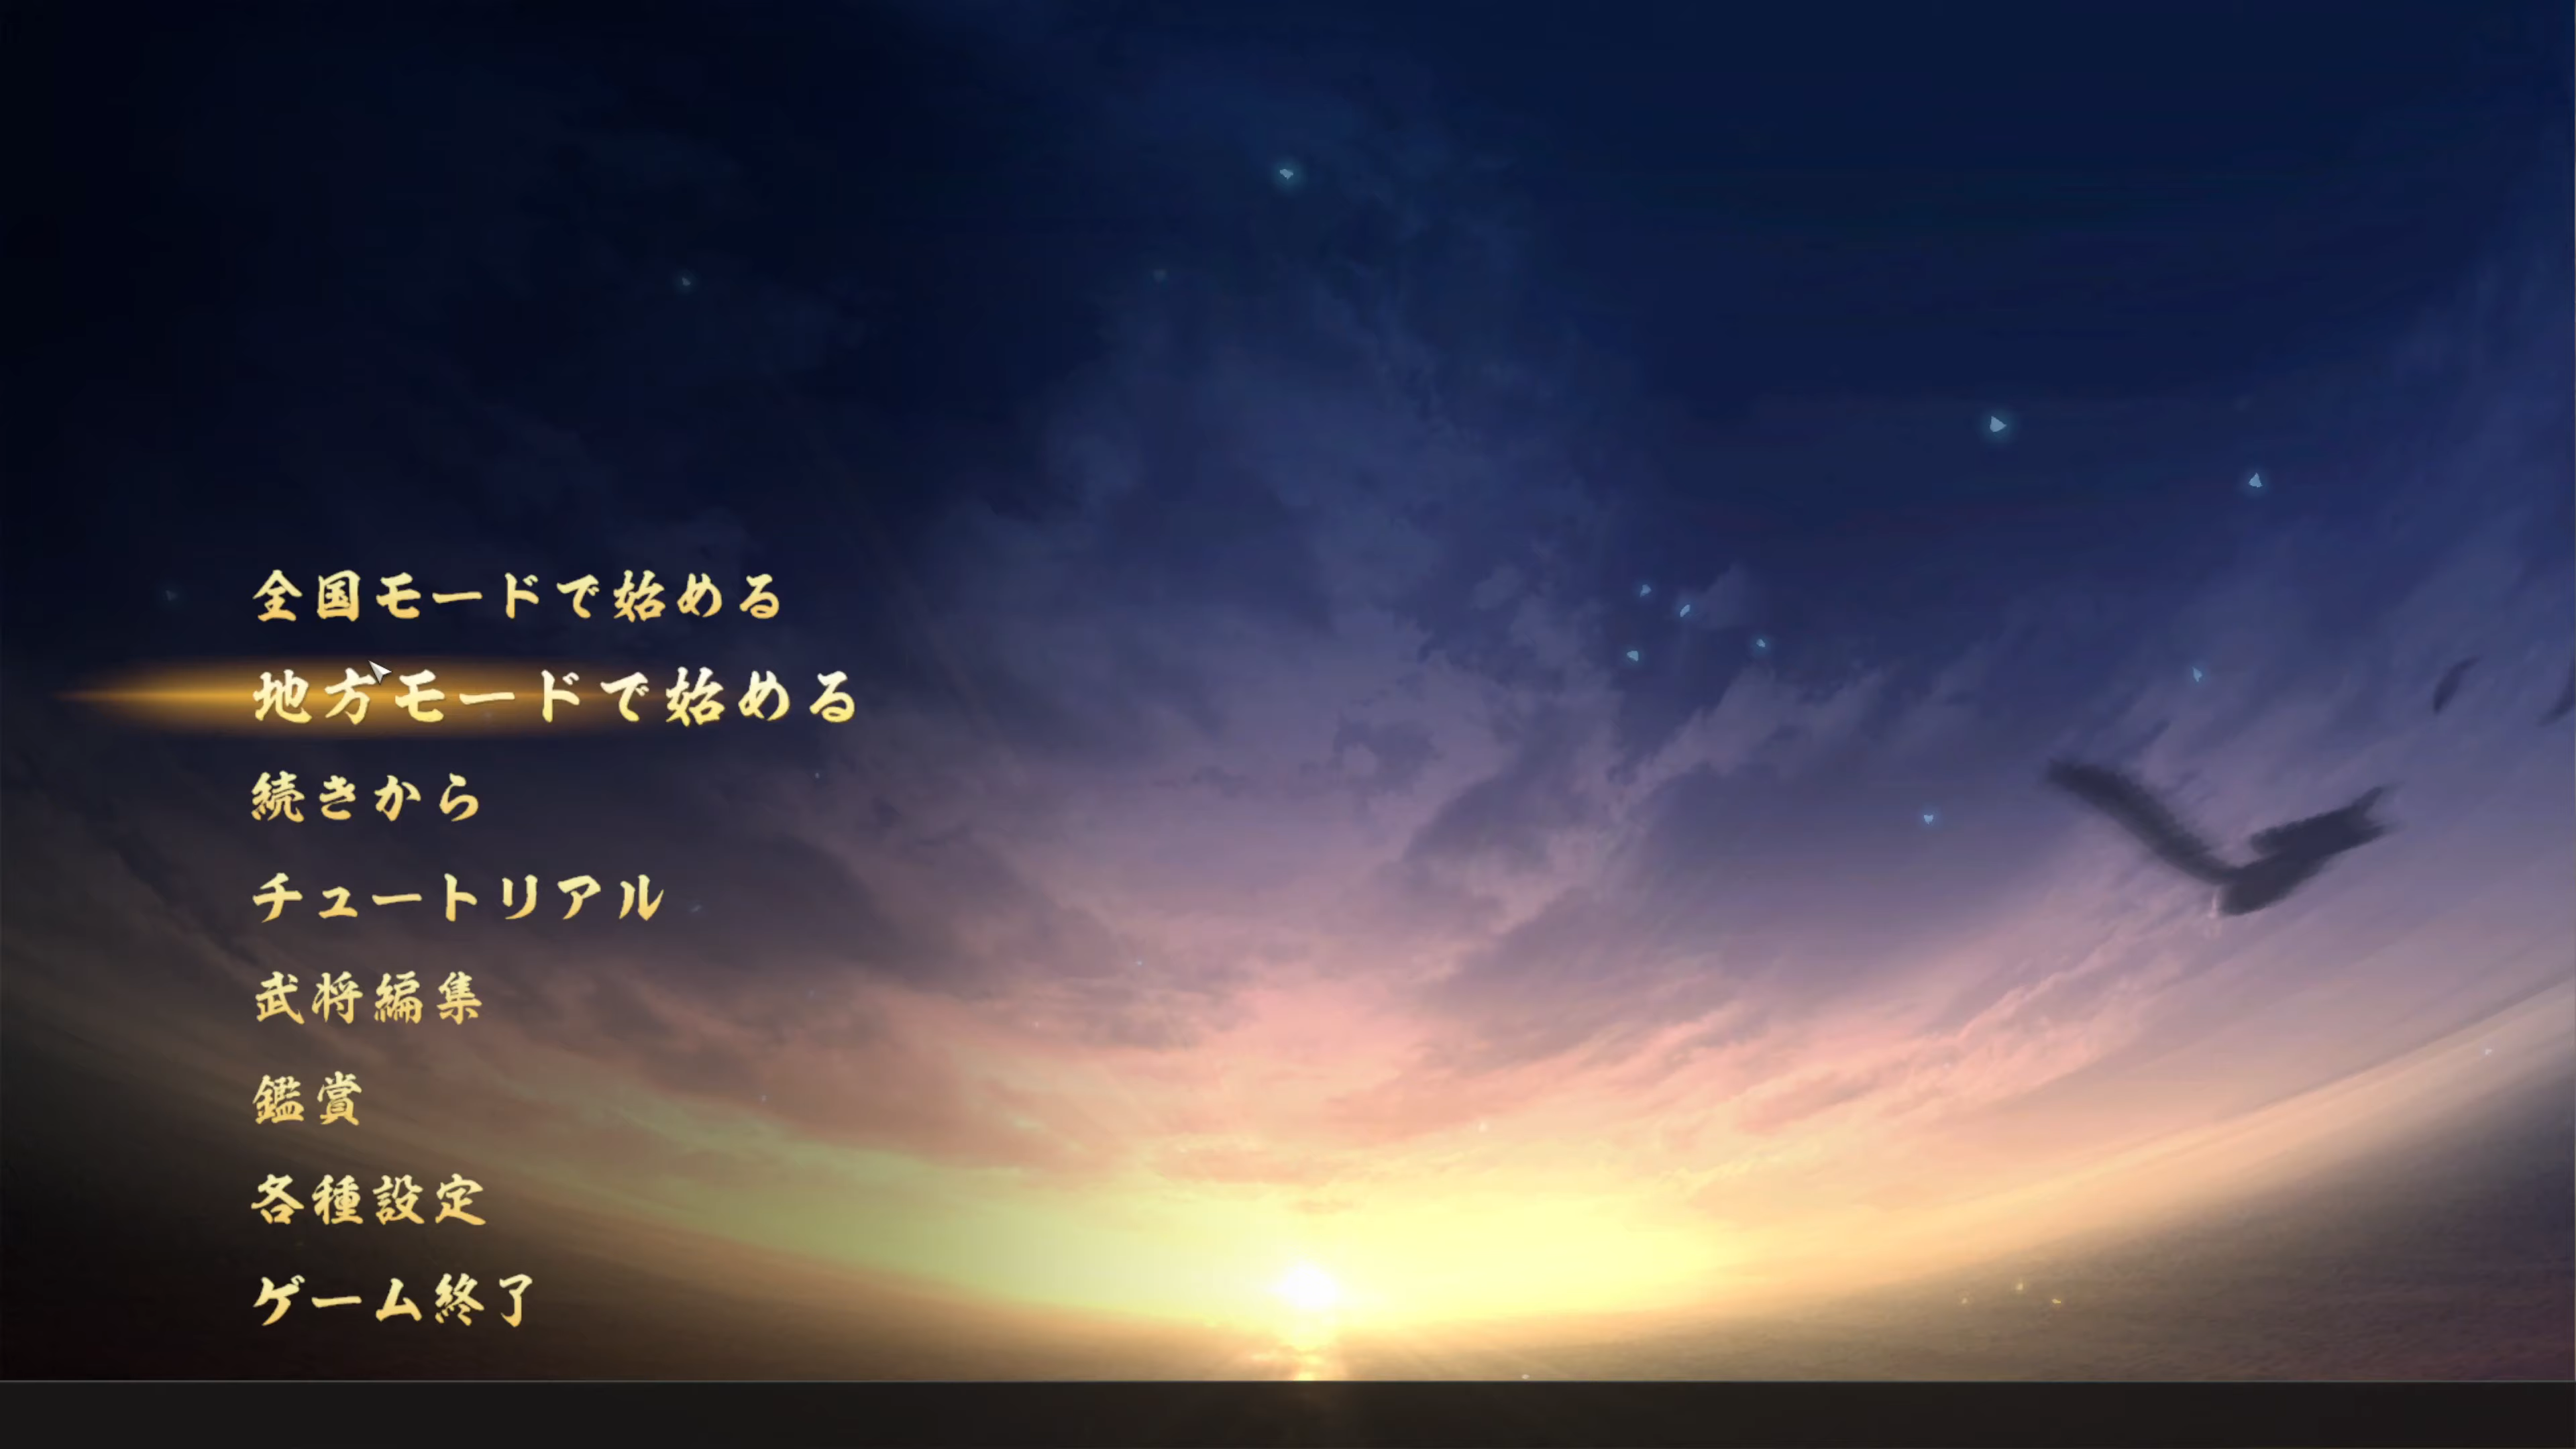 全国モードで始める
地方モードで始める
続きから
チュートリアル
武将編集
鑑賞
各種設定
ゲーム終了